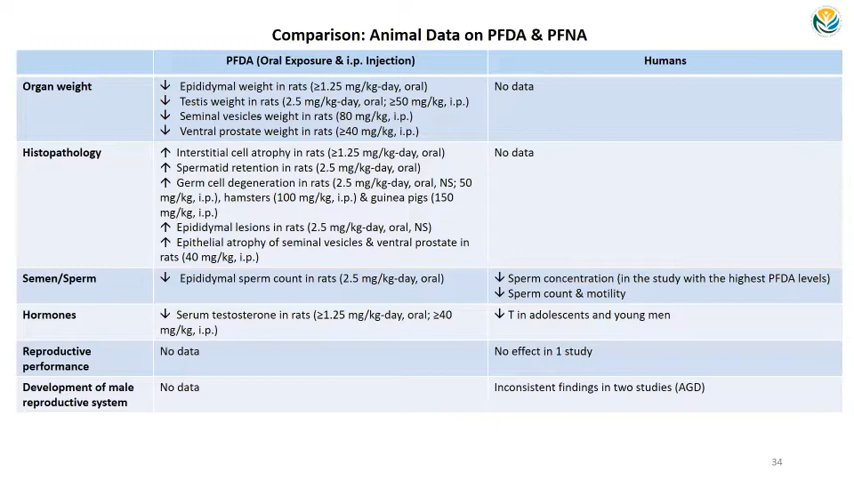 Comparison: Animal Data on PFDA & PFNA
PFDA (Oral Exposure & i.p. Injection)
Humans
Organ weight
↓ Epididymal weight in rats (≥1.25 mg/kg-day, oral)
↓ Testis weight in rats (2.5 mg/kg-day, oral; ≥50 mg/kg, i.p.)
↓ Seminal vesicles weight in rats (80 mg/kg, i.p.)
↓ Ventral prostate weight in rats (≥40 mg/kg, i.p.)
No data
Histopathology
↑ Interstitial cell atrophy in rats (≥1.25 mg/kg-day, oral)
↑ Spermatid retention in rats (2.5 mg/kg-day, oral)
↑ Germ cell degeneration in rats (2.5 mg/kg-day, oral, NS; 50
mg/kg, i.p.), hamsters (100 mg/kg, i.p.) & guinea pigs (150
mg/kg, i.p.)
↑ Epididymal lesions in rats (2.5 mg/kg-day, oral, NS)
↑ Epithelial atrophy of seminal vesicles & ventral prostate in
rats (40 mg/kg, i.p.)
No data
Semen/Sperm
↓ Epididymal sperm count in rats (2.5 mg/kg-day, oral)
↓ Sperm concentration (in the study with the highest PFDA levels)
↓ Sperm count & motility
Hormones
↓ Serum testosterone in rats (≥1.25 mg/kg-day, oral; ≥40
mg/kg, i.p.)
↓ T in adolescents and young men
Reproductive
performance
No data
No effect in 1 study
Development of male
reproductive system
No data
Inconsistent findings in two studies (AGD)
34